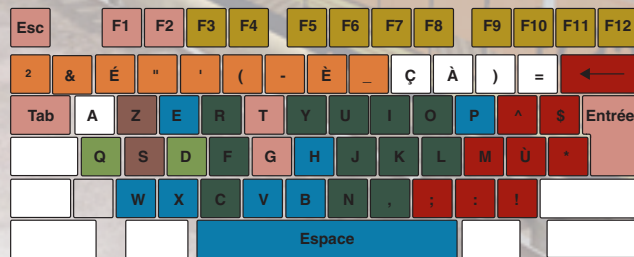 Esc F1 F2 F3 F4 F5 F6 F7 F8 F9 F10 F11 F12
² & É " ' ( - È _ Ç À ) =
Tab A Z E R T Y U I O P ^ $ Entrée
Q S D F G H J K L M Ù *
W X C V B N , ; : !
Espace